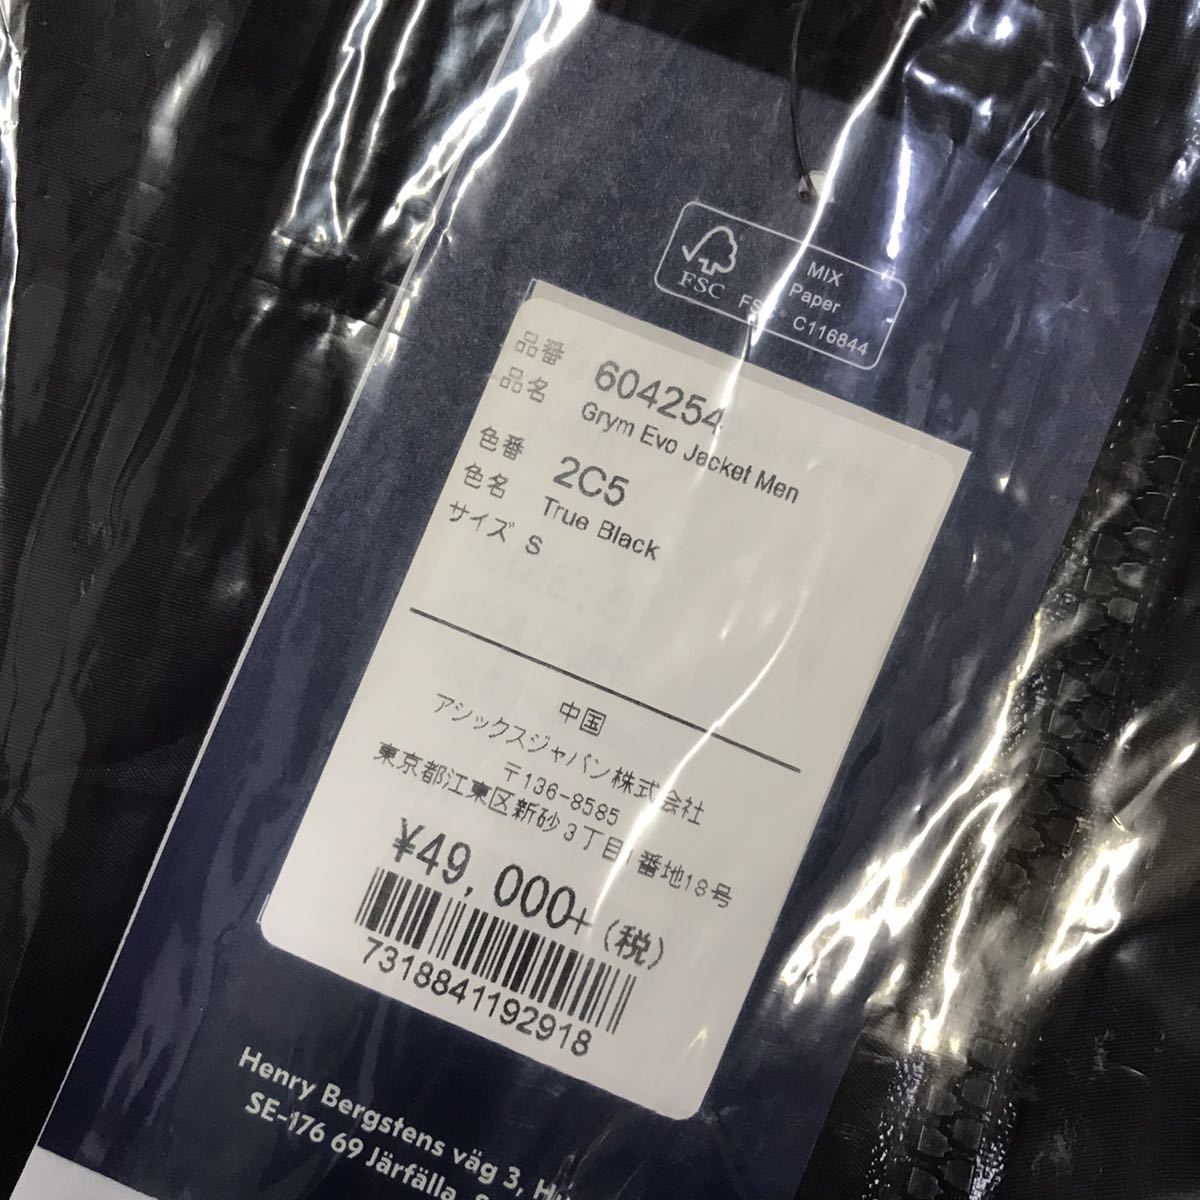 MIX
Paper
FSC
FSC® C116844
品番 604254
品名 Grym Evo Jacket Men
色番 2C5
色名 True Black
サイズ S
中国
アシックスジャパン株式会社
〒136-8585
東京都江東区新砂3丁目 番地18号
¥49,000+(税)
7318841192918
Henry Bergstens väg 3,
SE-176 69 Järfälla,